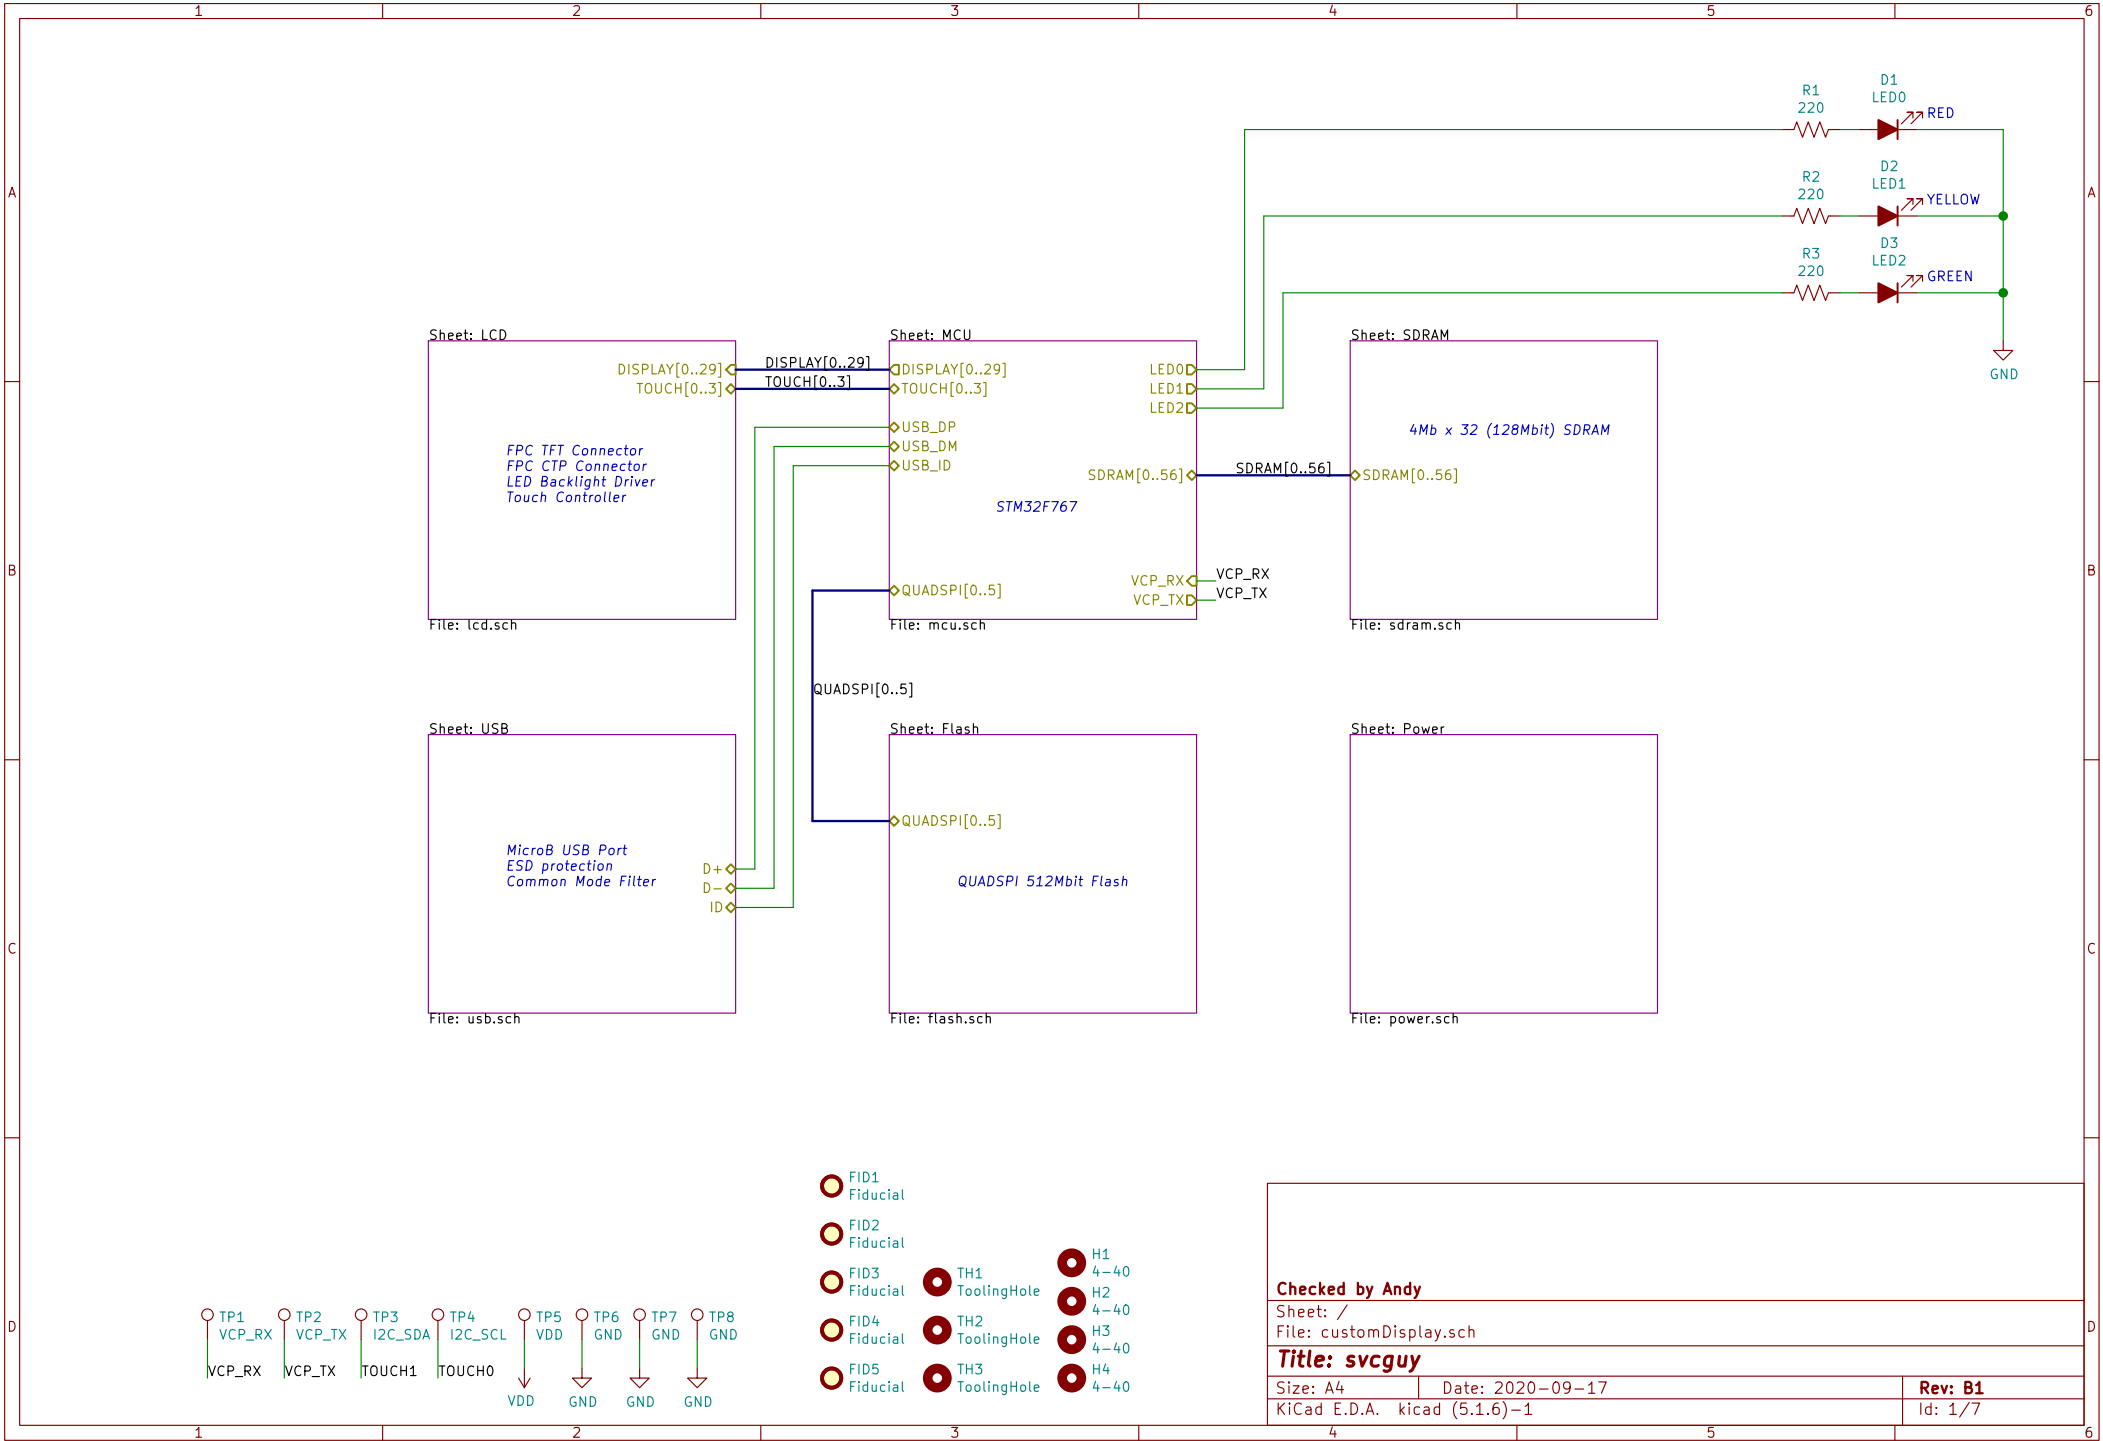 1 2 3 4 5 6
A A
B B
C C
D D
D1
LED0
R1
220
RED
D2
LED1
R2
220
YELLOW
D3
LED2
R3
220
GREEN
GND
Sheet: LCD
DISPLAY[0..29]
TOUCH[0..3]
FPC TFT Connector
FPC CTP Connector
LED Backlight Driver
Touch Controller
File: lcd.sch
DISPLAY[0..29]
TOUCH[0..3]
Sheet: MCU
DISPLAY[0..29]
TOUCH[0..3]
USB_DP
USB_DM
USB_ID
LED0
LED1
LED2
SDRAM[0..56]
STM32F767
QUADSPI[0..5]
VCP_RX
VCP_TX
File: mcu.sch
VCP_RX
VCP_TX
SDRAM[0..56]
Sheet: SDRAM
4Mb x 32 (128Mbit) SDRAM
SDRAM[0..56]
File: sdram.sch
QUADSPI[0..5]
Sheet: USB
MicroB USB Port
ESD protection
Common Mode Filter
D+
D-
ID
File: usb.sch
Sheet: Flash
QUADSPI[0..5]
QUADSPI 512Mbit Flash
File: flash.sch
Sheet: Power
File: power.sch
TP1
VCP_RX
VCP_RX
TP2
VCP_TX
VCP_TX
TP3
I2C_SDA
TOUCH1
TP4
I2C_SCL
TOUCH0
TP5
VDD
VDD
TP6
GND
GND
TP7
GND
GND
TP8
GND
GND
FID1
Fiducial
FID2
Fiducial
FID3
Fiducial
FID4
Fiducial
FID5
Fiducial
TH1
ToolingHole
TH2
ToolingHole
TH3
ToolingHole
H1
4-40
H2
4-40
H3
4-40
H4
4-40
Checked by Andy
Sheet: /
File: customDisplay.sch
Title: svcguy
Size: A4 Date: 2020-09-17 Rev: B1
KiCad E.D.A. kicad (5.1.6)-1 Id: 1/7
1 2 3 4 5 6